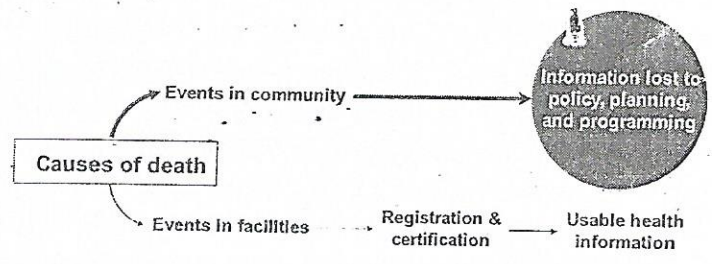 Events in community
Information lost to
policy, planning,
and programming
Causes of death
Events in facilities
Registration &
certification
Usable health
information